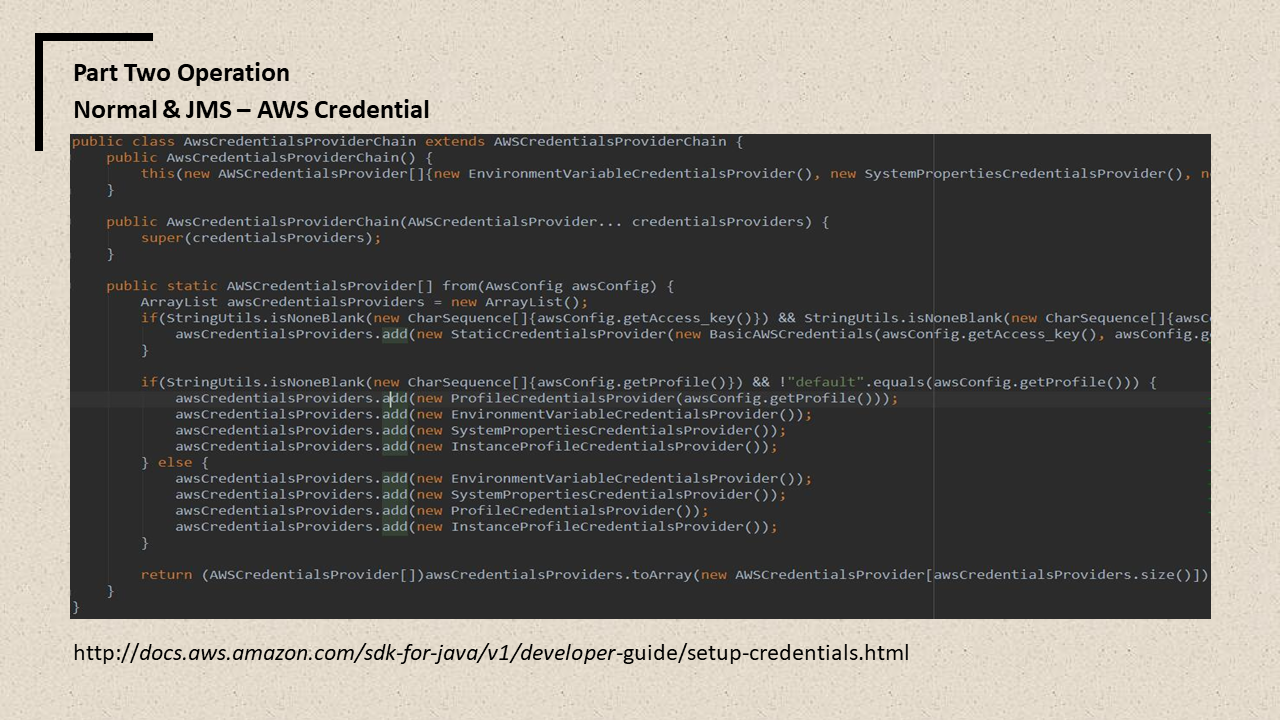 Part Two Operation
Normal & JMS – AWS Credential
public class AwsCredentialsProviderChain extends AWSCredentialsProviderChain {
public AwsCredentialsProviderChain() {
this(new AWSCredentialsProvider[]{new EnvironmentVariableCredentialsProvider(), new SystemPropertiesCredentialsProvider(), n
}
public AwsCredentialsProviderChain(AWSCredentialsProvider... credentialsProviders) {
super(credentialsProviders);
}
public static AWSCredentialsProvider[] from(AwsConfig awsConfig) {
ArrayList awsCredentialsProviders = new ArrayList();
if(StringUtils.isNoneBlank(new CharSequence[]{awsConfig.getAccess_key()}) && StringUtils.isNoneBlank(new CharSequence[]{awsC
awsCredentialsProviders.add(new StaticCredentialsProvider(new BasicAWSCredentials(awsConfig.getAccess_key(), awsConfig.g
}
if(StringUtils.isNoneBlank(new CharSequence[]{awsConfig.getProfile()}) && !"default".equals(awsConfig.getProfile())) {
awsCredentialsProviders.add(new ProfileCredentialsProvider(awsConfig.getProfile()));
awsCredentialsProviders.add(new EnvironmentVariableCredentialsProvider());
awsCredentialsProviders.add(new SystemPropertiesCredentialsProvider());
awsCredentialsProviders.add(new InstanceProfileCredentialsProvider());
} else {
awsCredentialsProviders.add(new EnvironmentVariableCredentialsProvider());
awsCredentialsProviders.add(new SystemPropertiesCredentialsProvider());
awsCredentialsProviders.add(new ProfileCredentialsProvider());
awsCredentialsProviders.add(new InstanceProfileCredentialsProvider());
}
return (AWSCredentialsProvider[])awsCredentialsProviders.toArray(new AWSCredentialsProvider[awsCredentialsProviders.size()])
}
}
http://docs.aws.amazon.com/sdk-for-java/v1/developer-guide/setup-credentials.html